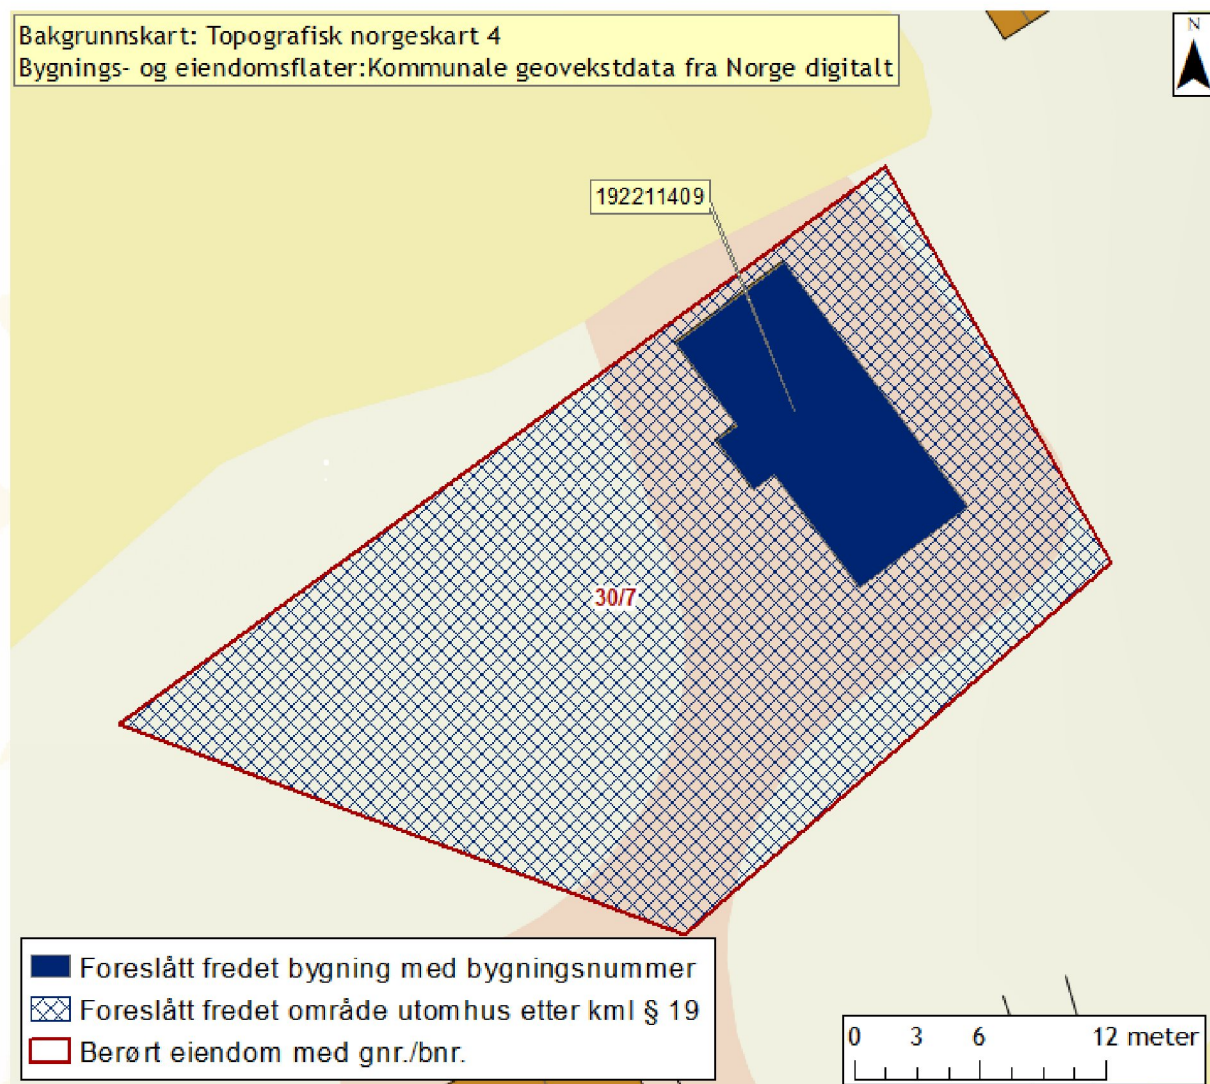 Bakgrunnskart: Topografisk norgeskart 4
Bygnings- og eiendomsflater:Kommunale geovekstdata fra Norge digitalt
N
192211409
30/7
Foreslått fredet bygning med bygningsnummer
Foreslått fredet område utomhus etter kml § 19
Berørt eiendom med gnr./bnr.
0 3 6 12 meter